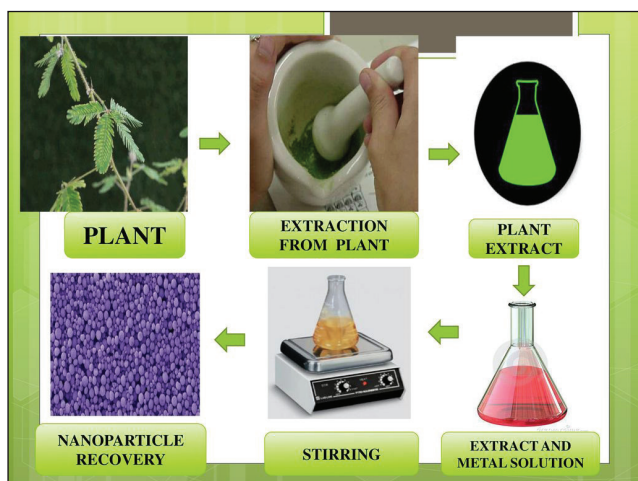 PLANT
EXTRACTION
FROM PLANT
PLANT
EXTRACT
EXTRACT AND
METAL SOLUTION
STIRRING
NANOPARTICLE
RECOVERY